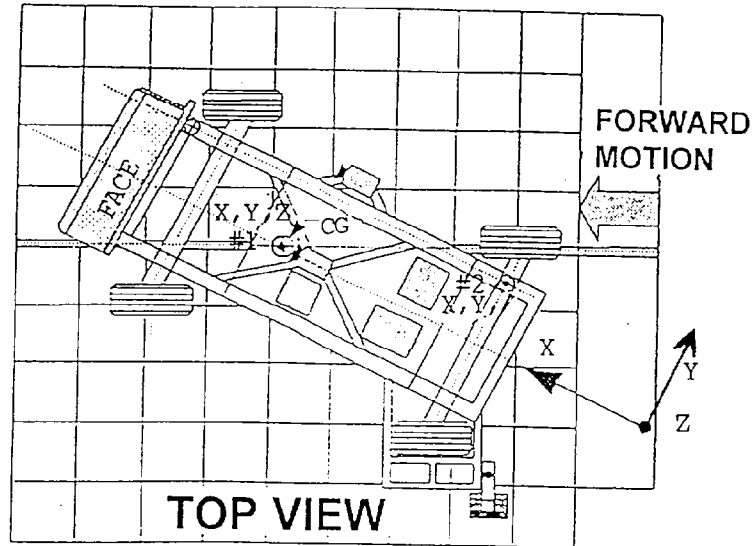 FORWARD
MOTION
FACE
X,Y,Z
CG
#1
#2
X,Y,
X
Y
Z
TOP VIEW